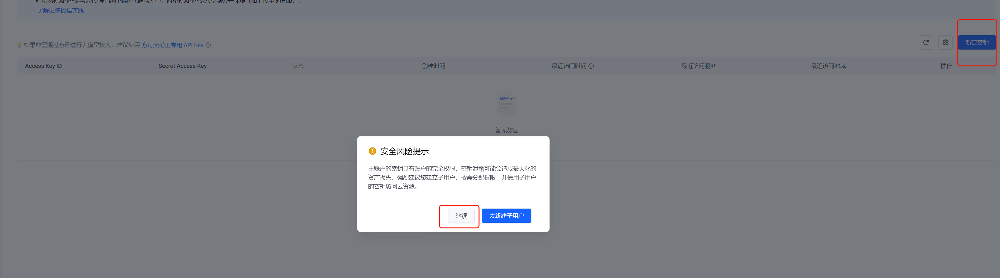 切勿将API密钥写入代码中或存储在代码仓库中，避免将API密钥共享到公开环境（如上传至GitHub），
了解更多最佳实践
如果您需通过方舟进行大模型接入，建议使用 方舟大模型专用 API Key
新建密钥
Access Key ID Secret Access Key 状态 创建时间 最近访问时间 最近访问服务 最近访问地域 操作
EMPTY
暂无数据
安全风险提示
主账户的密钥具有账户的完全权限，密钥泄露可能会造成最大化的
资产损失，强烈建议您建立子用户，按需分配权限，并使用子用户
的密钥访问云资源。
继续 去新建子用户